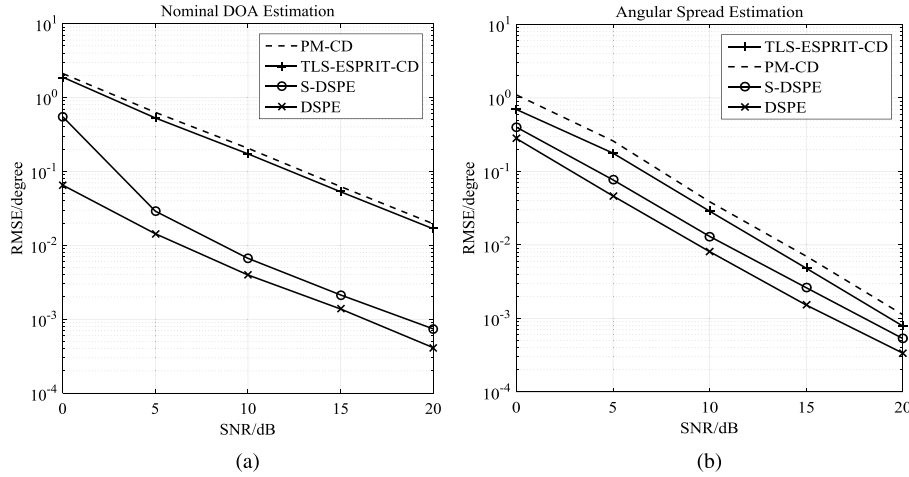 Nominal DOA Estimation
10^1
10^0
10^-1
10^-2
10^-3
10^-4
RMSE/degree
PM-CD
TLS-ESPRIT-CD
S-DSPE
DSPE
0 5 10 15 20
SNR/dB
(a)
Angular Spread Estimation
10^1
10^0
10^-1
10^-2
10^-3
10^-4
RMSE/degree
TLS-ESPRIT-CD
PM-CD
S-DSPE
DSPE
0 5 10 15 20
SNR/dB
(b)